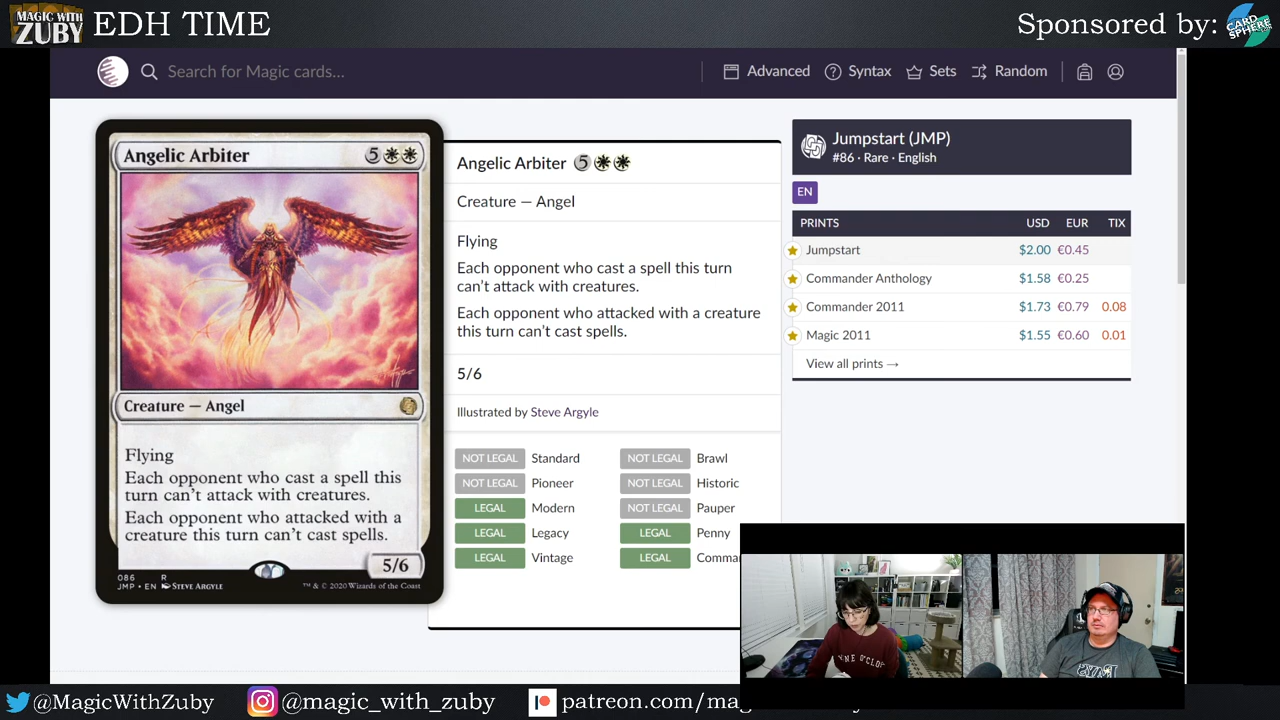 MAGIC WITH
ZUBY
EDH TIME
Sponsored by:
CARD
SPHERE
Search for Magic cards...
Advanced
Syntax
Sets
Random
Angelic Arbiter 5
Creature — Angel
Flying
Each opponent who cast a spell this
turn can't attack with creatures.
Each opponent who attacked with a
creature this turn can't cast spells.
5/6
086 R
JMP • EN STEVE ARGYLE
™ & © 2020 Wizards of the Coast
Angelic Arbiter 5
Creature — Angel
Flying
Each opponent who cast a spell this turn
can't attack with creatures.
Each opponent who attacked with a creature
this turn can't cast spells.
5/6
Illustrated by Steve Argyle
NOT LEGAL Standard NOT LEGAL Brawl
NOT LEGAL Pioneer NOT LEGAL Historic
LEGAL Modern NOT LEGAL Pauper
LEGAL Legacy LEGAL Penny
LEGAL Vintage LEGAL Comma
Jumpstart (JMP)
#86 · Rare · English
EN
PRINTS USD EUR TIX
Jumpstart $2.00 €0.45
Commander Anthology $1.58 €0.25
Commander 2011 $1.73 €0.79 0.08
Magic 2011 $1.55 €0.60 0.01
View all prints →
@MagicWithZuby
@magic_with_zuby
patreon.com/mag